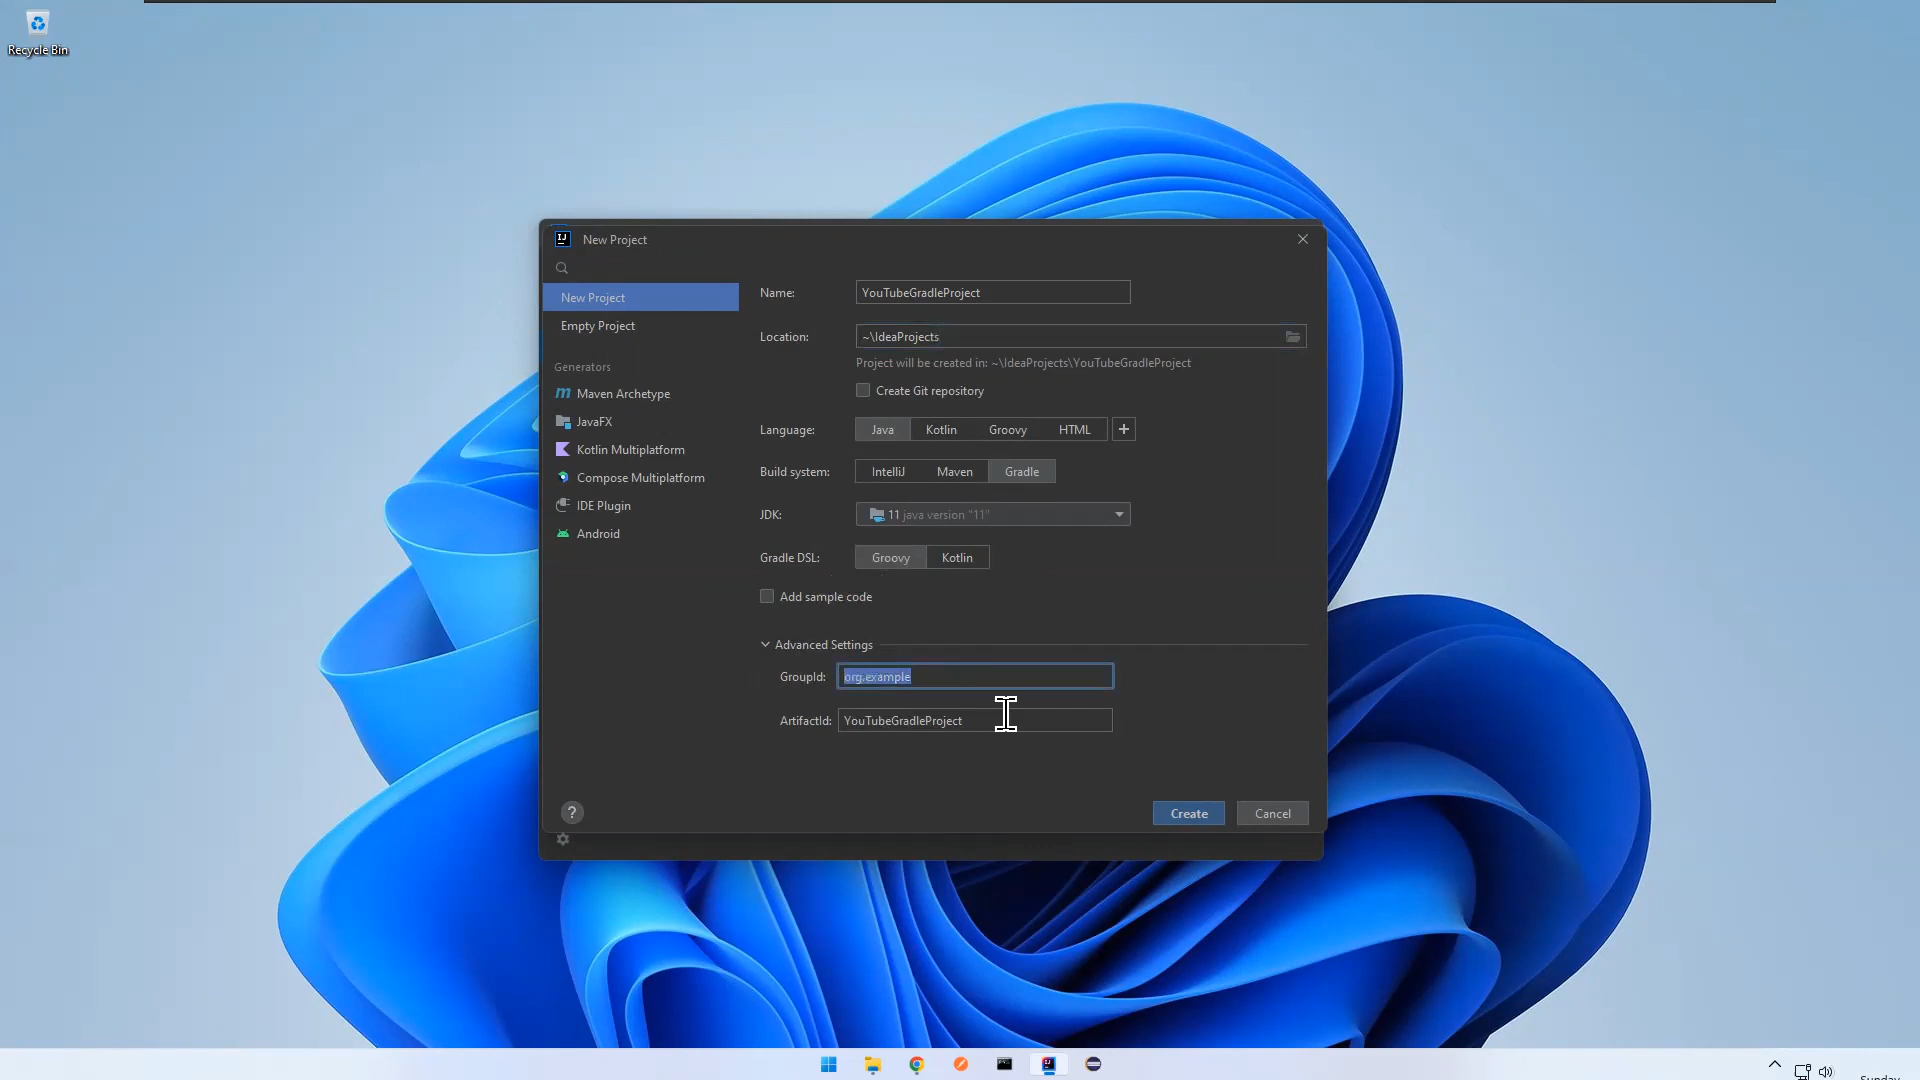 Recycle Bin
IJ
New Project
New Project
Empty Project
Generators
m Maven Archetype
JavaFX
Kotlin Multiplatform
Compose Multiplatform
IDE Plugin
Android
Name: YouTubeGradleProject
Location: ~\IdeaProjects
Project will be created in: ~\IdeaProjects\YouTubeGradleProject
Create Git repository
Language: Java Kotlin Groovy HTML +
Build system: IntelliJ Maven Gradle
JDK: 11 java version "11"
Gradle DSL: Groovy Kotlin
Add sample code
Advanced Settings
GroupId: org.example
ArtifactId: YouTubeGradleProject
? Create Cancel
Sunday